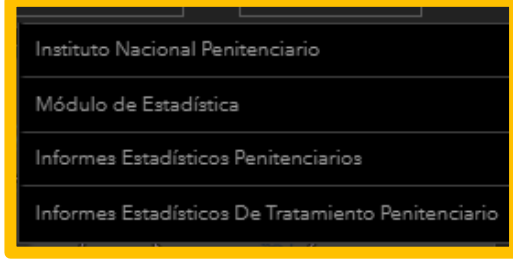 Instituto Nacional Penitenciario
Módulo de Estadística
Informes Estadísticos Penitenciarios
Informes Estadísticos De Tratamiento Penitenciario